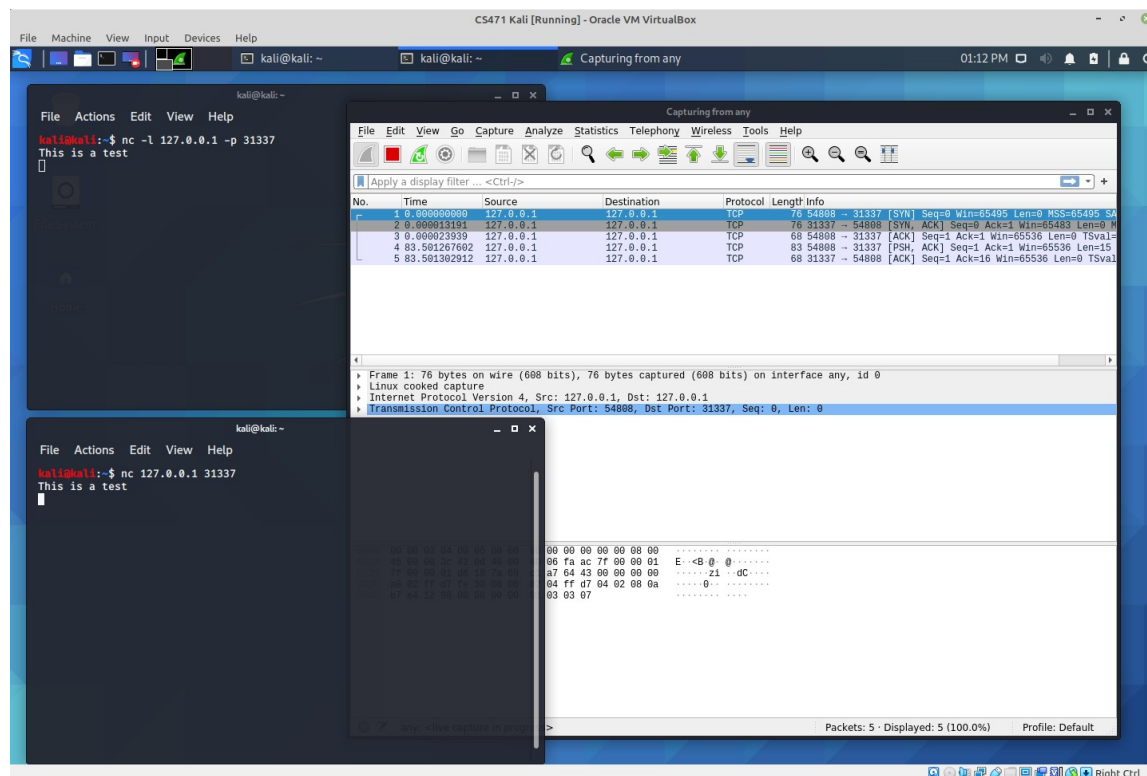 CS471 Kali [Running] - Oracle VM VirtualBox
File Machine View Input Devices Help
kali@kali: ~
kali@kali: ~
Capturing from any
01:12 PM
kali@kali: ~
File Actions Edit View Help
kali@kali:~$ nc -l 127.0.0.1 -p 31337
This is a test
Capturing from any
File Edit View Go Capture Analyze Statistics Telephony Wireless Tools Help
Apply a display filter ... <Ctrl-/>
No. Time Source Destination Protocol Length Info
1 0.000000000 127.0.0.1 127.0.0.1 TCP 76 54808 → 31337 [SYN] Seq=0 Win=65495 Len=0 MSS=65495 SA
2 0.000013191 127.0.0.1 127.0.0.1 TCP 76 31337 → 54808 [SYN, ACK] Seq=0 Ack=1 Win=65483 Len=0 M
3 0.000023939 127.0.0.1 127.0.0.1 TCP 68 54808 → 31337 [ACK] Seq=1 Ack=1 Win=65536 Len=0 TSval=
4 83.501267602 127.0.0.1 127.0.0.1 TCP 83 54808 → 31337 [PSH, ACK] Seq=1 Ack=1 Win=65536 Len=15
5 83.501302912 127.0.0.1 127.0.0.1 TCP 68 31337 → 54808 [ACK] Seq=1 Ack=16 Win=65536 Len=0 TSval
Frame 1: 76 bytes on wire (608 bits), 76 bytes captured (608 bits) on interface any, id 0
Linux cooked capture
Internet Protocol Version 4, Src: 127.0.0.1, Dst: 127.0.0.1
Transmission Control Protocol, Src Port: 54808, Dst Port: 31337, Seq: 0, Len: 0
kali@kali: ~
File Actions Edit View Help
kali@kali:~$ nc 127.0.0.1 31337
This is a test
00 00 00 00 00 08 00 ········ ········
06 fa ac 7f 00 00 01 E··<B·@· @·······
a7 64 43 00 00 00 00 ······zi ··dC····
04 ff d7 04 02 08 0a ·····0·· ········
03 03 07 ········ ····
any: <live capture in progress>
Packets: 5 · Displayed: 5 (100.0%) Profile: Default
Right Ctrl